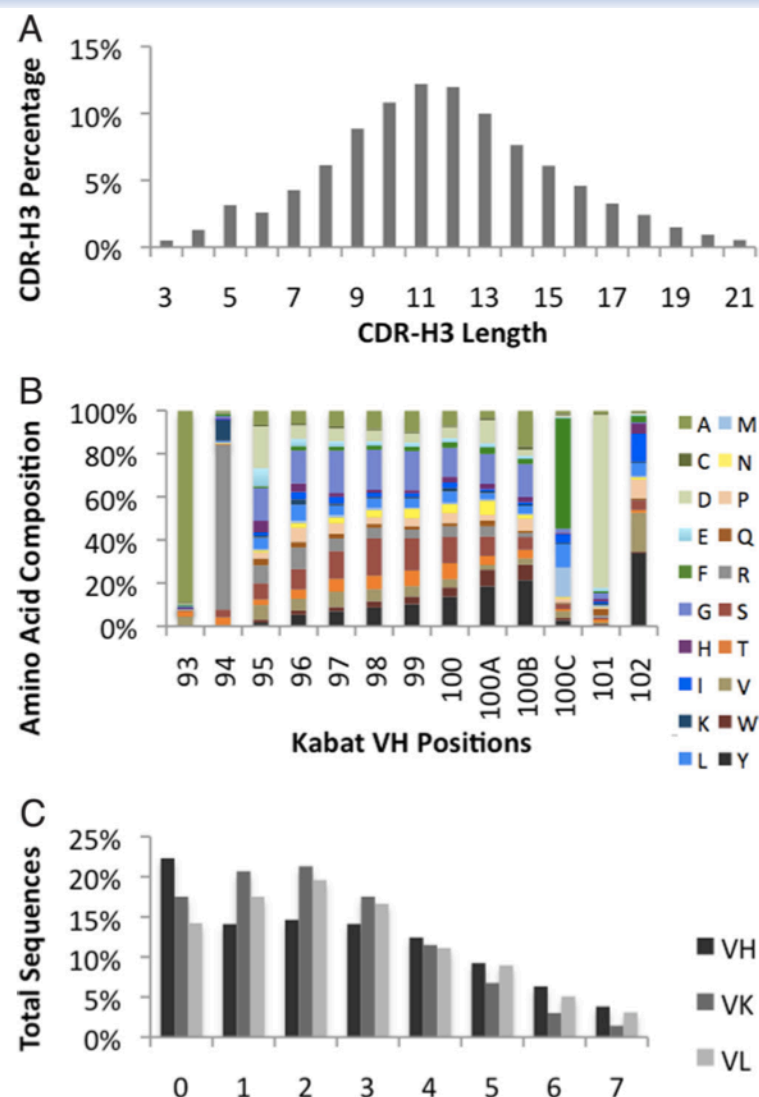 A
CDR-H3 Percentage
15%
10%
5%
0%
3 5 7 9 11 13 15 17 19 21
CDR-H3 Length
B
Amino Acid Composition
100%
80%
60%
40%
20%
0%
93 94 95 96 97 98 99 100 100A 100B 100C 101 102
Kabat VH Positions
A M
C N
D P
E Q
F R
G S
H T
I V
K W
L Y
C
Total Sequences
25%
20%
15%
10%
5%
0%
0 1 2 3 4 5 6 7
VH
VK
VL